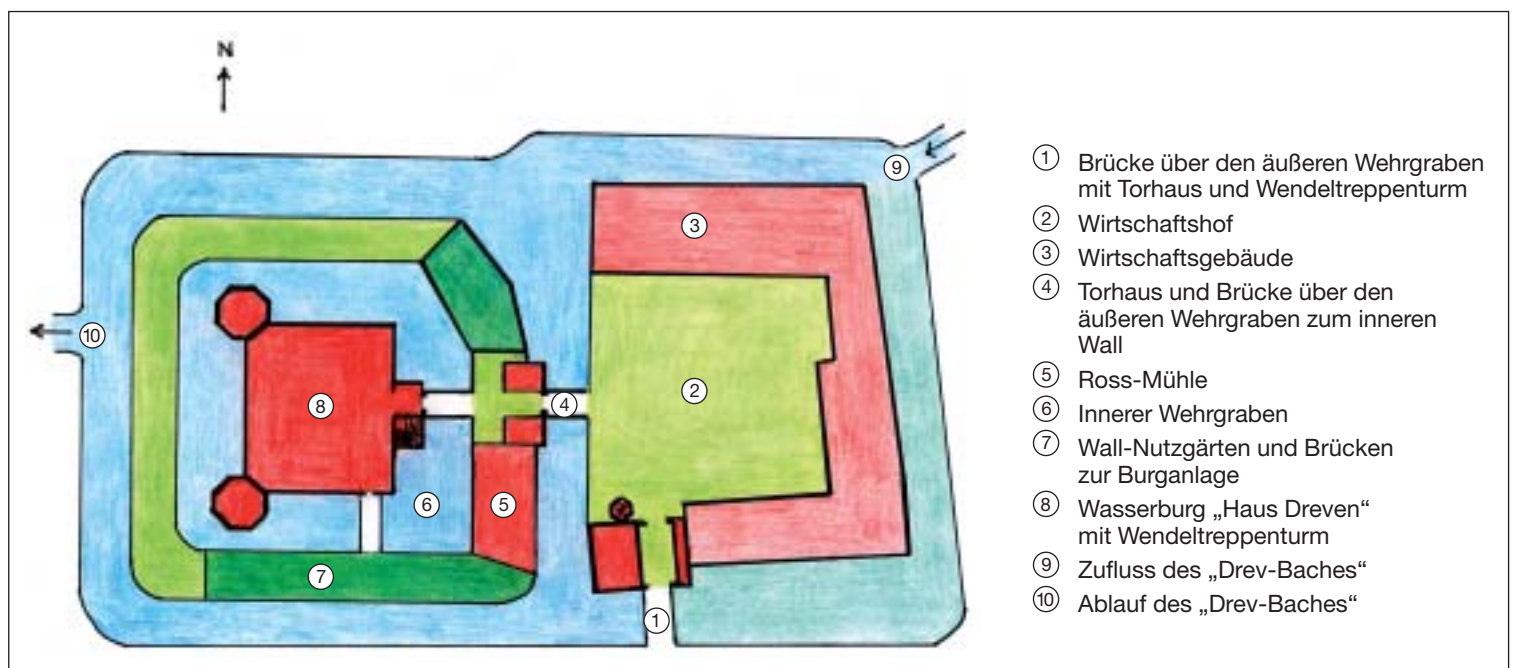 N
① Brücke über den äußeren Wehrgraben
mit Torhaus und Wendeltreppenturm
② Wirtschaftshof
③ Wirtschaftsgebäude
④ Torhaus und Brücke über den
äußeren Wehrgraben zum inneren
Wall
⑤ Ross-Mühle
⑥ Innerer Wehrgraben
⑦ Wall-Nutzgärten und Brücken
zur Burganlage
⑧ Wasserburg „Haus Dreven“
mit Wendeltreppenturm
⑨ Zufluss des „Drev-Baches“
⑩ Ablauf des „Drev-Baches“
⑨
③
⑩
②
⑧
④
⑥
⑤
⑦
①